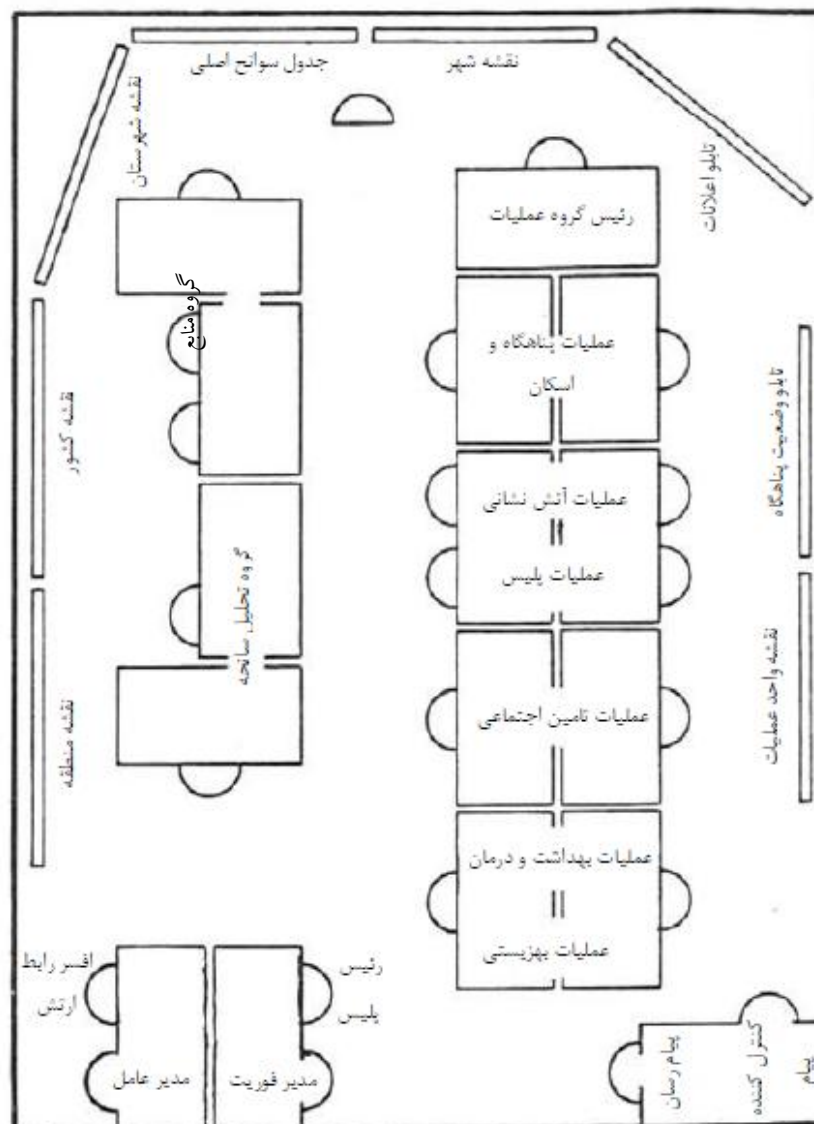 نقشه شهر
جدول سوانح اصلی
نقشه شهرستان
تابلو اعلانات
رئیس گروه عملیات
گروه منابع
عملیات پناهگاه و
اسکان
نقشه کشور
تابلو وضعیت پناهگاه
عملیات آتش نشانی
عملیات پلیس
گروه تحلیل سانحه
نقشه واحد عملیات
عملیات تامین اجتماعی
نقشه منطقه
عملیات بهداشت و درمان
عملیات بهزیستی
رئیس
پلیس
افسر رابط
ارتش
مدیر فوریت
مدیر عامل
پیام
کنترل کننده
پیام رسان